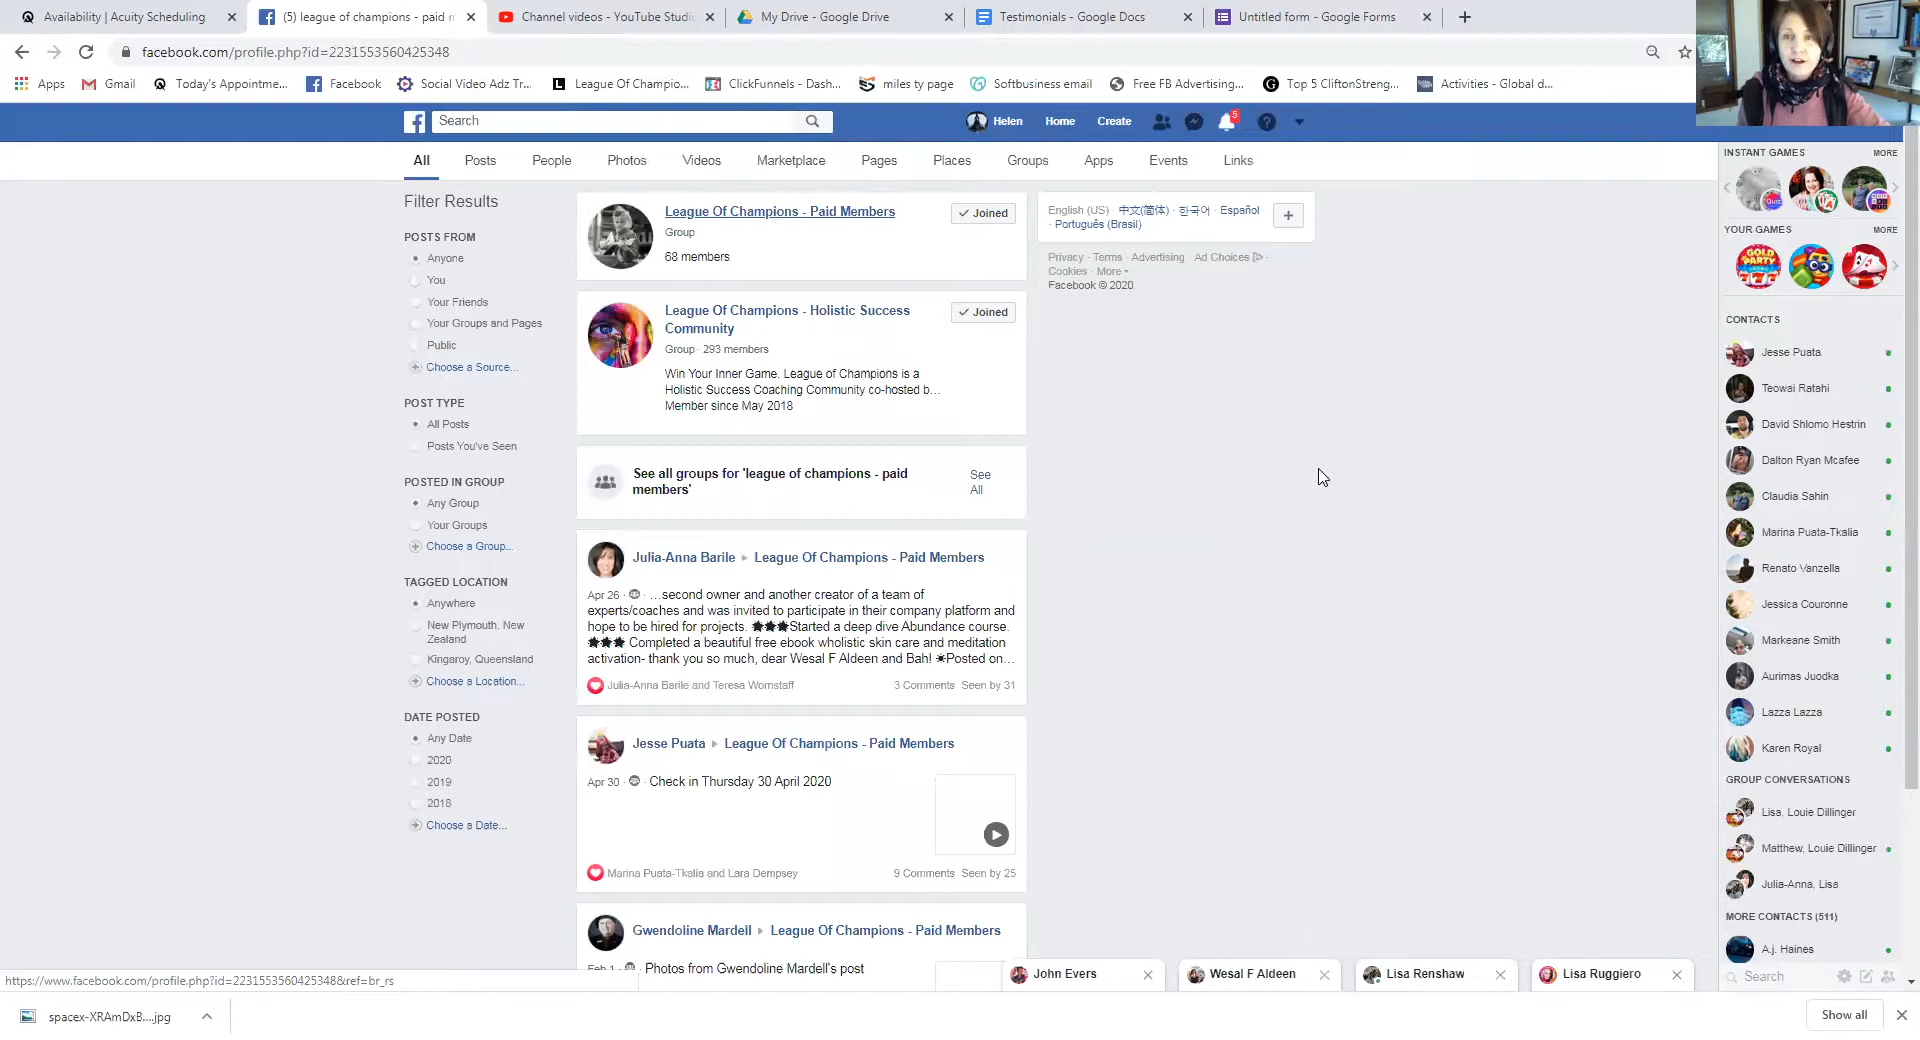 Availability | Acuity Scheduling
(5) league of champions - paid m
Channel videos - YouTube Studi
My Drive - Google Drive
Testimonials - Google Docs
Untitled form - Google Forms
facebook.com/profile.php?id=2231553560425348
Apps
Gmail
Today's Appointme...
Facebook
Social Video Adz Tr...
League Of Champio...
ClickFunnels - Dash...
miles ty page
Softbusiness email
Free FB Advertising...
Top 5 CliftonStreng...
Activities - Global d...
Search
Helen
Home
Create
5
All
Posts
People
Photos
Videos
Marketplace
Pages
Places
Groups
Apps
Events
Links
Filter Results
POSTS FROM
Anyone
You
Your Friends
Your Groups and Pages
Public
Choose a Source...
POST TYPE
All Posts
Posts You've Seen
POSTED IN GROUP
Any Group
Your Groups
Choose a Group...
TAGGED LOCATION
Anywhere
New Plymouth, New
Zealand
Kingaroy, Queensland
Choose a Location...
DATE POSTED
Any Date
2020
2019
2018
Choose a Date...
League Of Champions - Paid Members
Joined
Group
68 members
League Of Champions - Holistic Success
Community
Joined
Group · 293 members
Win Your Inner Game. League of Champions is a
Holistic Success Coaching Community co-hosted b...
Member since May 2018
See all groups for 'league of champions - paid
members'
See
All
Julia-Anna Barile ▸ League Of Champions - Paid Members
Apr 26 · ...second owner and another creator of a team of
experts/coaches and was invited to participate in their company platform and
hope to be hired for projects. ✸✸✸Started a deep dive Abundance course.
✸✸✸ Completed a beautiful free ebook wholistic skin care and meditation
activation- thank you so much, dear Wesal F Aldeen and Bah! ☀Posted on...
Julia-Anna Barile and Teresa Wornstaff
3 Comments Seen by 31
Jesse Puata ▸ League Of Champions - Paid Members
Apr 30 · Check in Thursday 30 April 2020
Marina Puata-Tkalia and Lara Dempsey
9 Comments Seen by 25
Gwendoline Mardell ▸ League Of Champions - Paid Members
Feb 1 · Photos from Gwendoline Mardell's post
English (US) · 中文(简体) · 한국어 · Español
· Português (Brasil)
Privacy · Terms · Advertising · Ad Choices ·
Cookies · More
Facebook © 2020
INSTANT GAMES
MORE
Quiz
YOUR GAMES
MORE
GOLD
PARTY
777
CONTACTS
Jesse Puata
Teowai Ratahi
David Shlomo Hestrin
Dalton Ryan Mcafee
Claudia Sahin
Marina Puata-Tkalia
Renato Vanzella
Jessica Couronne
Markeane Smith
Aurimas Juodka
Lazza Lazza
Karen Royal
GROUP CONVERSATIONS
Lisa, Louie Dillinger
Matthew, Louie Dillinger
Julia-Anna, Lisa
MORE CONTACTS (511)
A.j. Haines
Search
https://www.facebook.com/profile.php?id=2231553560425348&ref=br_rs
John Evers
Wesal F Aldeen
Lisa Renshaw
Lisa Ruggiero
spacex-XRAmDxB....jpg
Show all